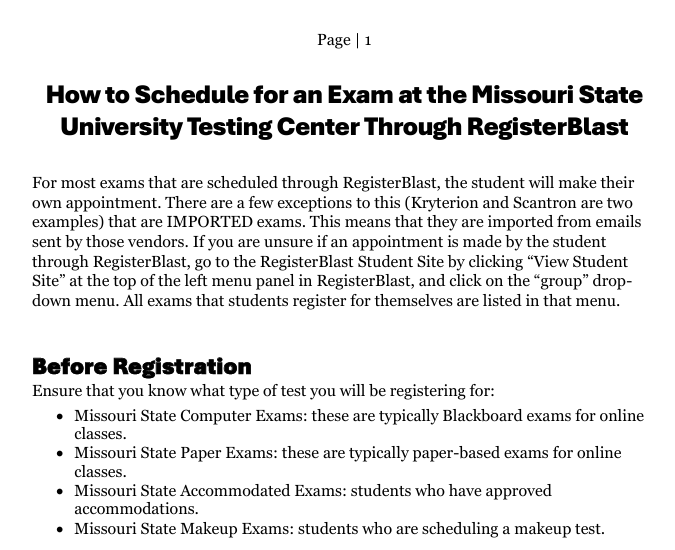 Page | 1
How to Schedule for an Exam at the Missouri State
University Testing Center Through RegisterBlast
For most exams that are scheduled through RegisterBlast, the student will make their
own appointment. There are a few exceptions to this (Kryterion and Scantron are two
examples) that are IMPORTED exams. This means that they are imported from emails
sent by those vendors. If you are unsure if an appointment is made by the student
through RegisterBlast, go to the RegisterBlast Student Site by clicking “View Student
Site” at the top of the left menu panel in RegisterBlast, and click on the “group” drop-
down menu. All exams that students register for themselves are listed in that menu.
Before Registration
Ensure that you know what type of test you will be registering for:
• Missouri State Computer Exams: these are typically Blackboard exams for online
classes.
• Missouri State Paper Exams: these are typically paper-based exams for online
classes.
• Missouri State Accommodated Exams: students who have approved
accommodations.
• Missouri State Makeup Exams: students who are scheduling a makeup test.